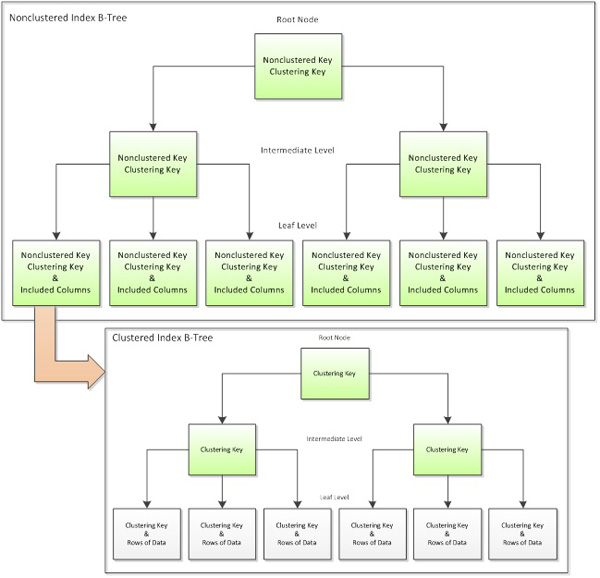 Nonclustered Index B-Tree
Root Node
Nonclustered Key
Clustering Key
Intermediate Level
Nonclustered Key
Clustering Key
Nonclustered Key
Clustering Key
Leaf Level
Nonclustered Key
Clustering Key
&
Included Columns
Nonclustered Key
Clustering Key
&
Included Columns
Nonclustered Key
Clustering Key
&
Included Columns
Nonclustered Key
Clustering Key
&
Included Columns
Nonclustered Key
Clustering Key
&
Included Columns
Nonclustered Key
Clustering Key
&
Included Columns
Clustered Index B-Tree
Root Node
Clustering Key
Intermediate Level
Clustering Key
Clustering Key
Leaf Level
Clustering Key
&
Rows of Data
Clustering Key
&
Rows of Data
Clustering Key
&
Rows of Data
Clustering Key
&
Rows of Data
Clustering Key
&
Rows of Data
Clustering Key
&
Rows of Data